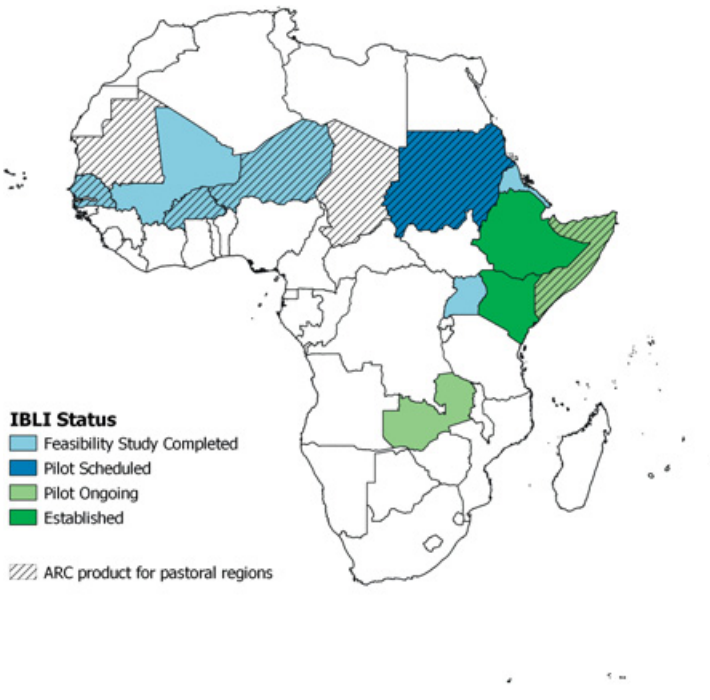 IBLI Status
Feasibility Study Completed
Pilot Scheduled
Pilot Ongoing
Established
ARC product for pastoral regions